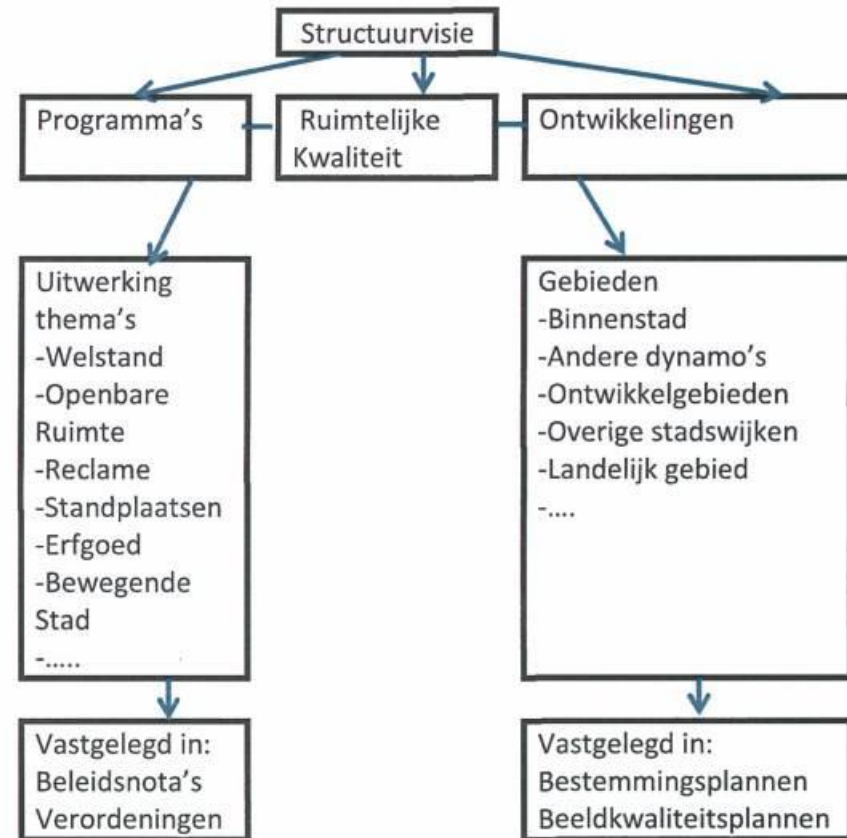 Structuurvisie
Programma's
Ruimtelijke
Kwaliteit
Ontwikkelingen
Uitwerking
thema's
-Welstand
-Openbare
Ruimte
-Reclame
-Standplaatsen
-Erfgoed
-Bewegende
Stad
-.....
Gebieden
-Binnenstad
-Andere dynamo's
-Ontwikkelgebieden
-Overige stadswijken
-Landelijk gebied
-....
Vastgelegd in:
Beleidsnota's
Verordeningen
Vastgelegd in:
Bestemmingsplannen
Beeldkwaliteitsplannen